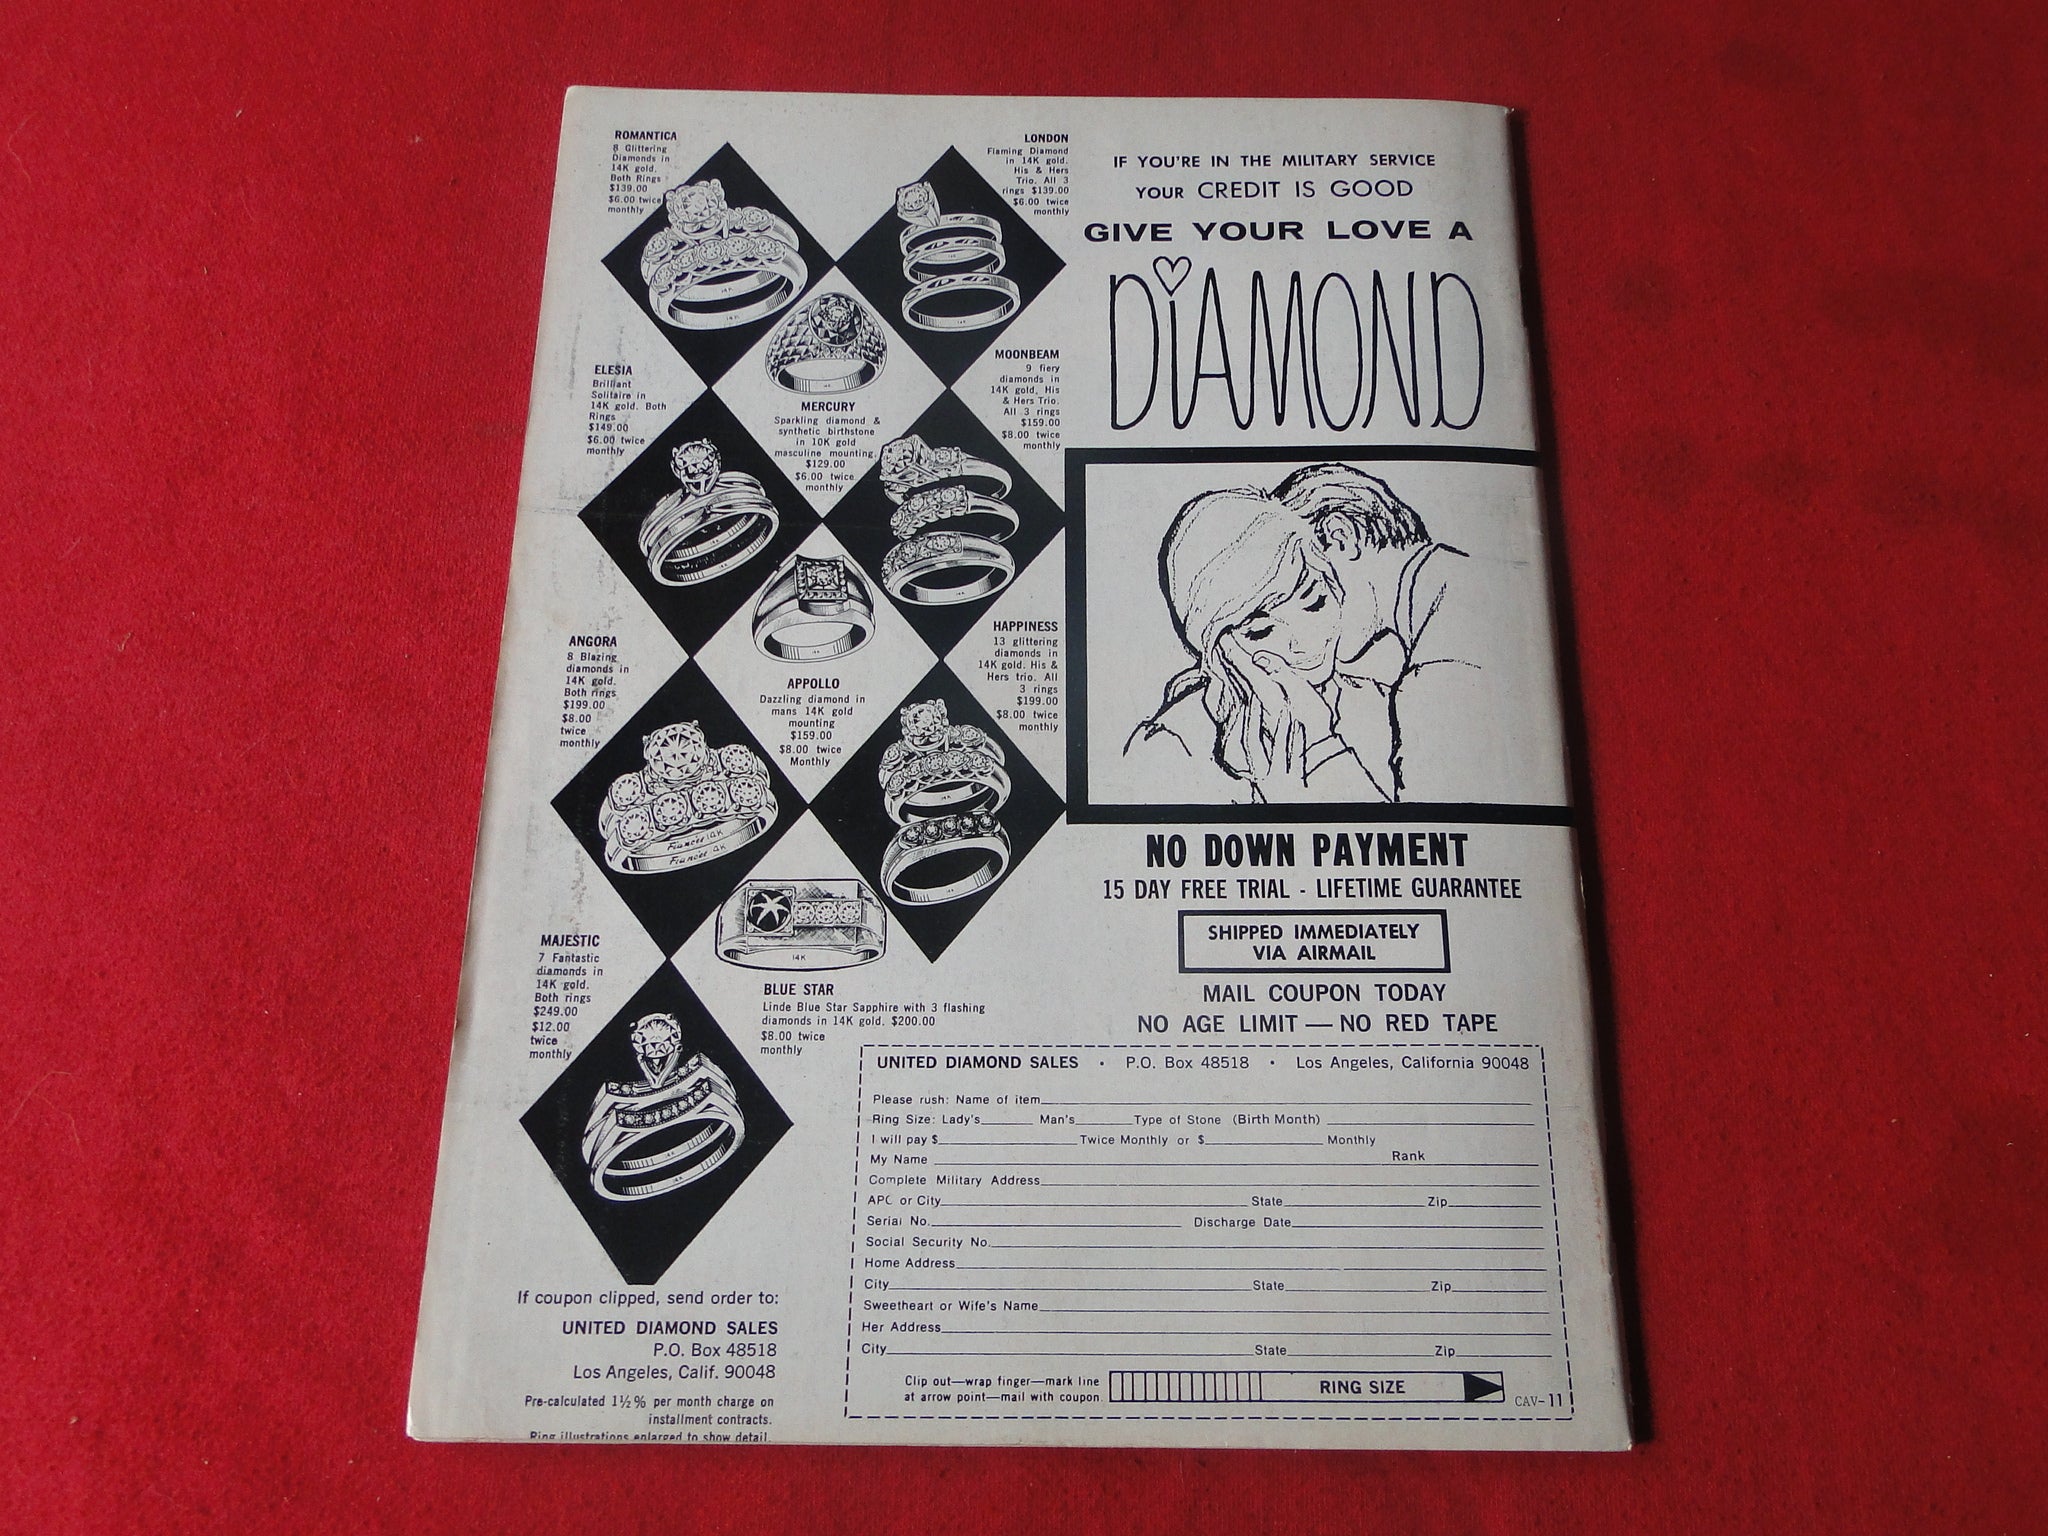 ROMANTICA
8 Glittering
Diamonds in
14K gold.
Both Rings
$139.00
$6.00 twice
monthly
LONDON
Flaming Diamond
in 14K gold.
His & Hers
Trio. All 3
rings $139.00
$6.00 twice
monthly
MERCURY
Sparkling diamond &
synthetic birthstone
in 10K gold
masculine mounting.
$129.00
$6.00 twice
monthly
ELESIA
Brilliant
Solitaire in
14K gold. Both
Rings
$149.00
$6.00 twice
monthly
MOONBEAM
9 fiery
diamonds in
14K gold, His
& Hers Trio.
All 3 rings
$159.00
$8.00 twice
monthly
APPOLLO
Dazzling diamond in
mans 14K gold
mounting
$159.00
$8.00 twice
Monthly
ANGORA
8 Blazing
diamonds in
14K gold.
Both rings
$199.00
$8.00
twice
monthly
HAPPINESS
13 glittering
diamonds in
14K gold. His &
Hers trio. All
3 rings
$199.00
$8.00 twice
monthly
Fiancée 14K
Fiancée 14K
14K
MAJESTIC
7 Fantastic
diamonds in
14K gold.
Both rings
$249.00
$12.00
twice
monthly
BLUE STAR
Linde Blue Star Sapphire with 3 flashing
diamonds in 14K gold. $200.00
$8.00 twice
monthly
If coupon clipped, send order to:
UNITED DIAMOND SALES
P.O. Box 48518
Los Angeles, Calif. 90048
Pre-calculated 1½% per month charge on
installment contracts.
Ring illustrations enlarged to show detail.
IF YOU'RE IN THE MILITARY SERVICE
YOUR CREDIT IS GOOD
GIVE YOUR LOVE A
DiAMOND
NO DOWN PAYMENT
15 DAY FREE TRIAL - LIFETIME GUARANTEE
SHIPPED IMMEDIATELY
VIA AIRMAIL
MAIL COUPON TODAY
NO AGE LIMIT — NO RED TAPE
UNITED DIAMOND SALES • P.O. Box 48518 • Los Angeles, California 90048
Please rush: Name of item
Ring Size: Lady's Man's Type of Stone (Birth Month)
I will pay $ Twice Monthly or $ Monthly
My Name Rank
Complete Military Address
APO or City State Zip
Serial No. Discharge Date
Social Security No.
Home Address
City State Zip
Sweetheart or Wife's Name
Her Address
City State Zip
Clip out—wrap finger—mark line
at arrow point—mail with coupon.
RING SIZE
CAV- 11